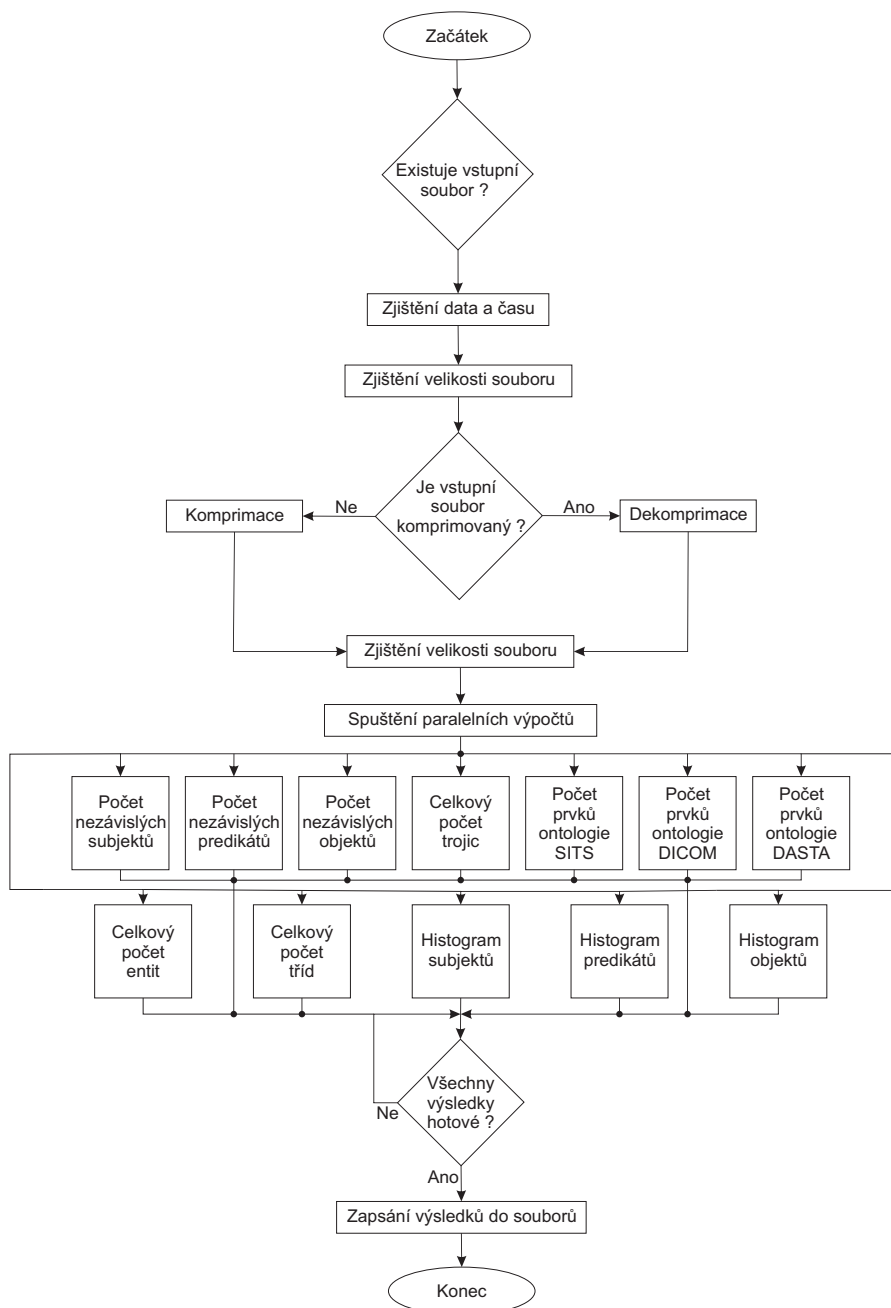 Začátek
Existuje vstupní
soubor ?
Zjištění data a času
Zjištění velikosti souboru
Je vstupní
soubor
komprimovaný ?
Ne
Ano
Komprimace
Dekomprimace
Zjištění velikosti souboru
Spuštění paralelních výpočtů
Počet
nezávislých
subjektů
Počet
nezávislých
predikátů
Počet
nezávislých
objektů
Celkový
počet
trojic
Počet
prvků
ontologie
SITS
Počet
prvků
ontologie
DICOM
Počet
prvků
ontologie
DASTA
Celkový
počet
entit
Celkový
počet
tříd
Histogram
subjektů
Histogram
predikátů
Histogram
objektů
Všechny
výsledky
hotové ?
Ne
Ano
Zapsání výsledků do souborů
Konec